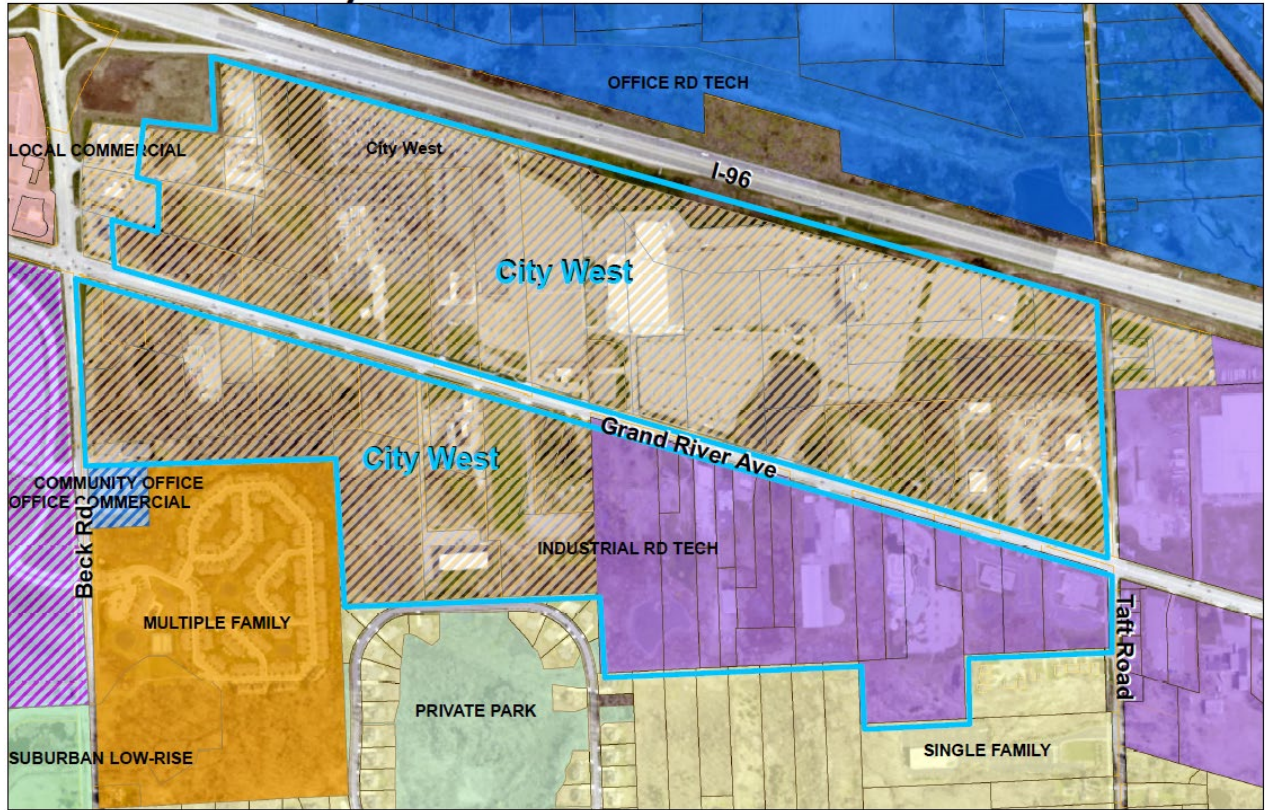 OFFICE RD TECH
LOCAL COMMERCIAL
City West
I-96
City West
Grand River Ave
City West
COMMUNITY OFFICE
OFFICE COMMERCIAL
Beck Rd
INDUSTRIAL RD TECH
MULTIPLE FAMILY
Taft Road
PRIVATE PARK
SUBURBAN LOW-RISE
SINGLE FAMILY